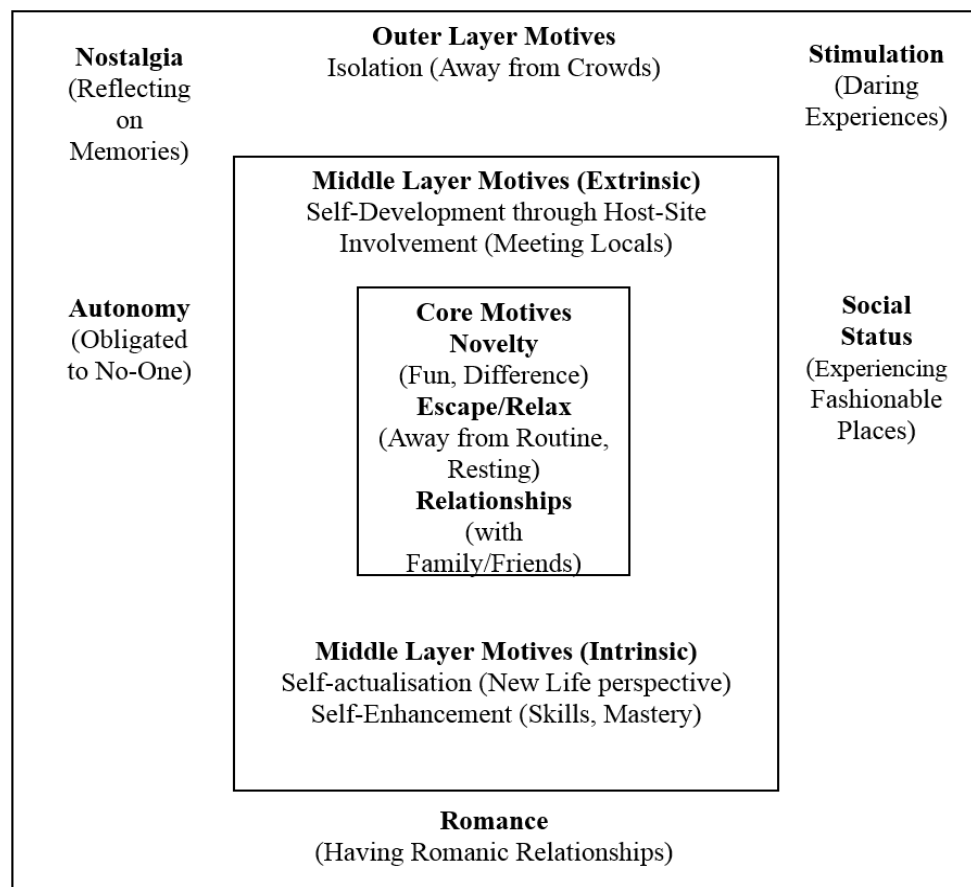 Outer Layer Motives
Isolation (Away from Crowds)
Nostalgia
(Reflecting
on
Memories)
Stimulation
(Daring
Experiences)
Middle Layer Motives (Extrinsic)
Self-Development through Host-Site
Involvement (Meeting Locals)
Autonomy
(Obligated
to No-One)
Core Motives
Novelty
(Fun, Difference)
Escape/Relax
(Away from Routine,
Resting)
Relationships
(with
Family/Friends)
Social
Status
(Experiencing
Fashionable
Places)
Middle Layer Motives (Intrinsic)
Self-actualisation (New Life perspective)
Self-Enhancement (Skills, Mastery)
Romance
(Having Romanic Relationships)